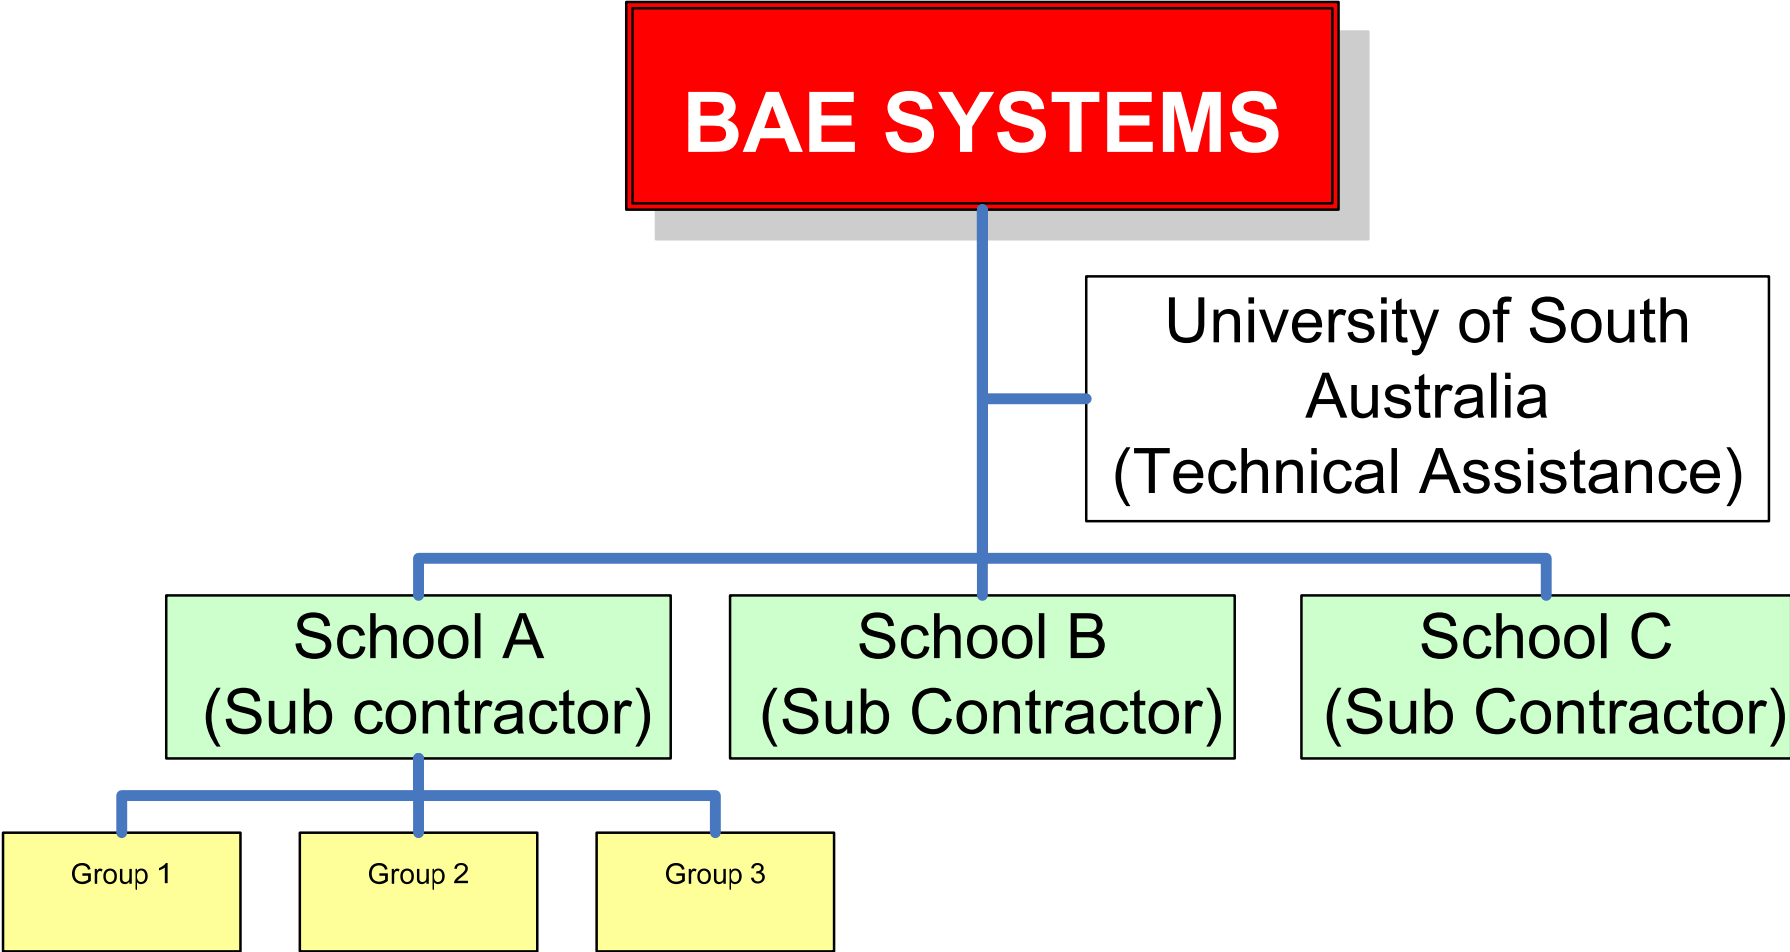 BAE SYSTEMS
University of South
Australia
(Technical Assistance)
School A
(Sub contractor)
School B
(Sub Contractor)
School C
(Sub Contractor)
Group 1
Group 2
Group 3